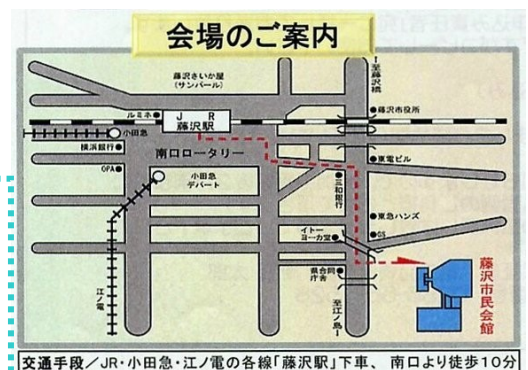 会場のご案内
至藤沢橋
藤沢さいか屋
(サンパール)
ルミネ
JR
藤沢駅
藤沢市役所
小田急
横浜銀行
南口ロータリー
東電ビル
OPA
小田急
デパート
三和銀行
東急ハンズ
イトー
ヨーカ堂
GS
県合同
庁舎
藤沢市民会館
江ノ電
至江ノ島
交通手段/JR・小田急・江ノ電の各線「藤沢駅」下車、 南口より徒歩10分